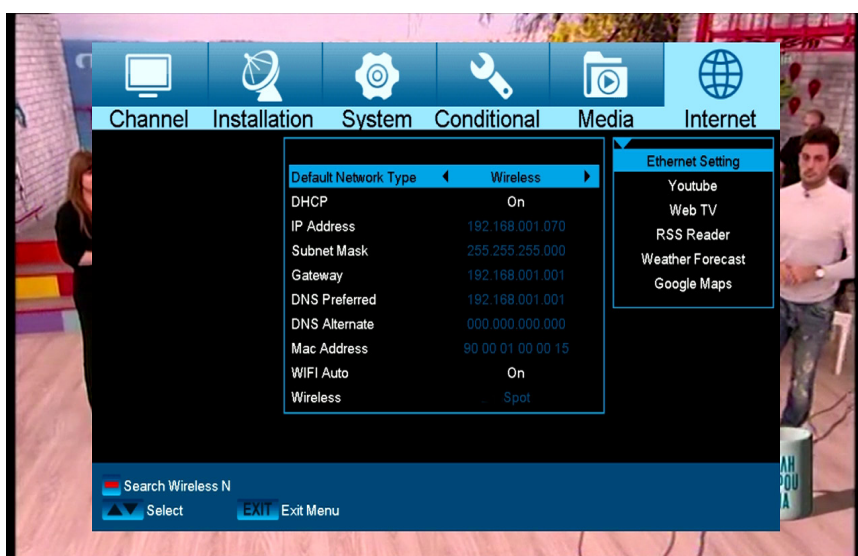 Channel Installation System Conditional Media Internet
Default Network Type Wireless
DHCP On
IP Address 192.168.001.070
Subnet Mask 255.255.255.000
Gateway 192.168.001.001
DNS Preferred 192.168.001.001
DNS Alternate 000.000.000.000
Mac Address 90 00 01 00 00 15
WIFI Auto On
Wireless Spot
Ethernet Setting
Youtube
Web TV
RSS Reader
Weather Forecast
Google Maps
Search Wireless N
Select EXIT Exit Menu